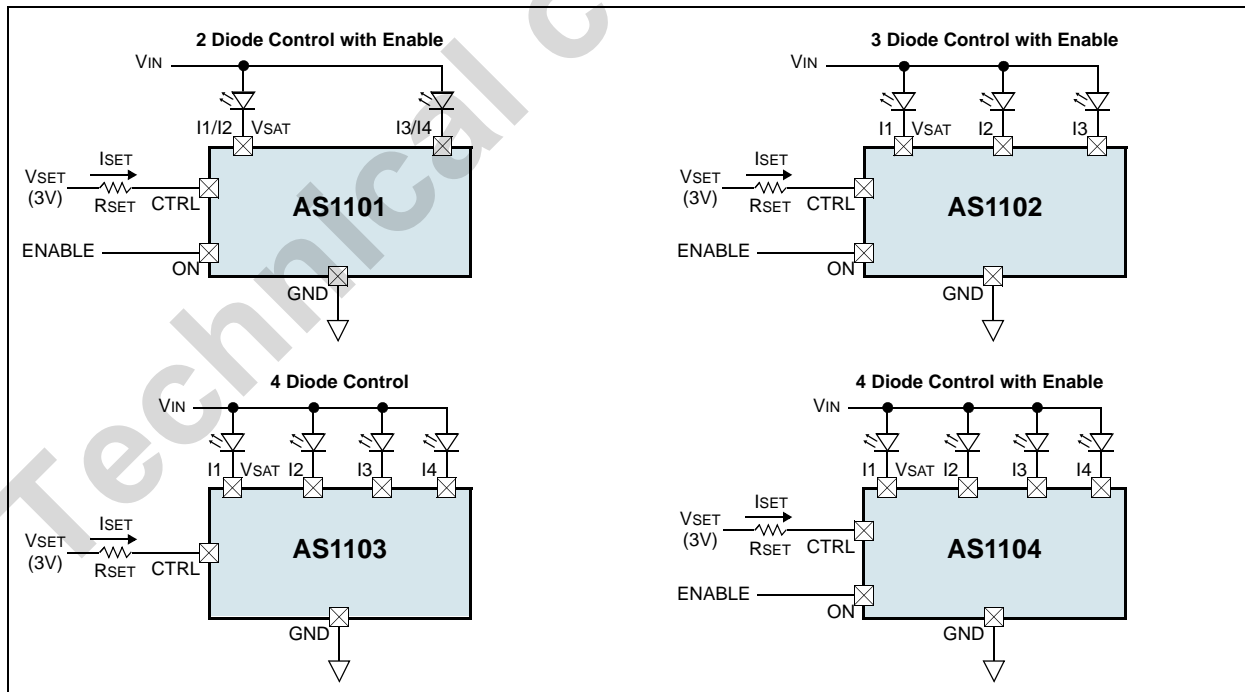 2 Diode Control with Enable
VIN
I1/I2 VSAT I3/I4
ISET
VSET
(3V)
RSET CTRL
AS1101
ENABLE
ON
GND
3 Diode Control with Enable
VIN
I1 VSAT I2 I3
ISET
VSET
(3V)
RSET CTRL
AS1102
ENABLE
ON
GND
4 Diode Control
VIN
I1 VSAT I2 I3 I4
ISET
VSET
(3V)
RSET CTRL
AS1103
GND
4 Diode Control with Enable
VIN
I1 VSAT I2 I3 I4
ISET
VSET
(3V)
RSET CTRL
AS1104
ENABLE
ON
GND
Technical c